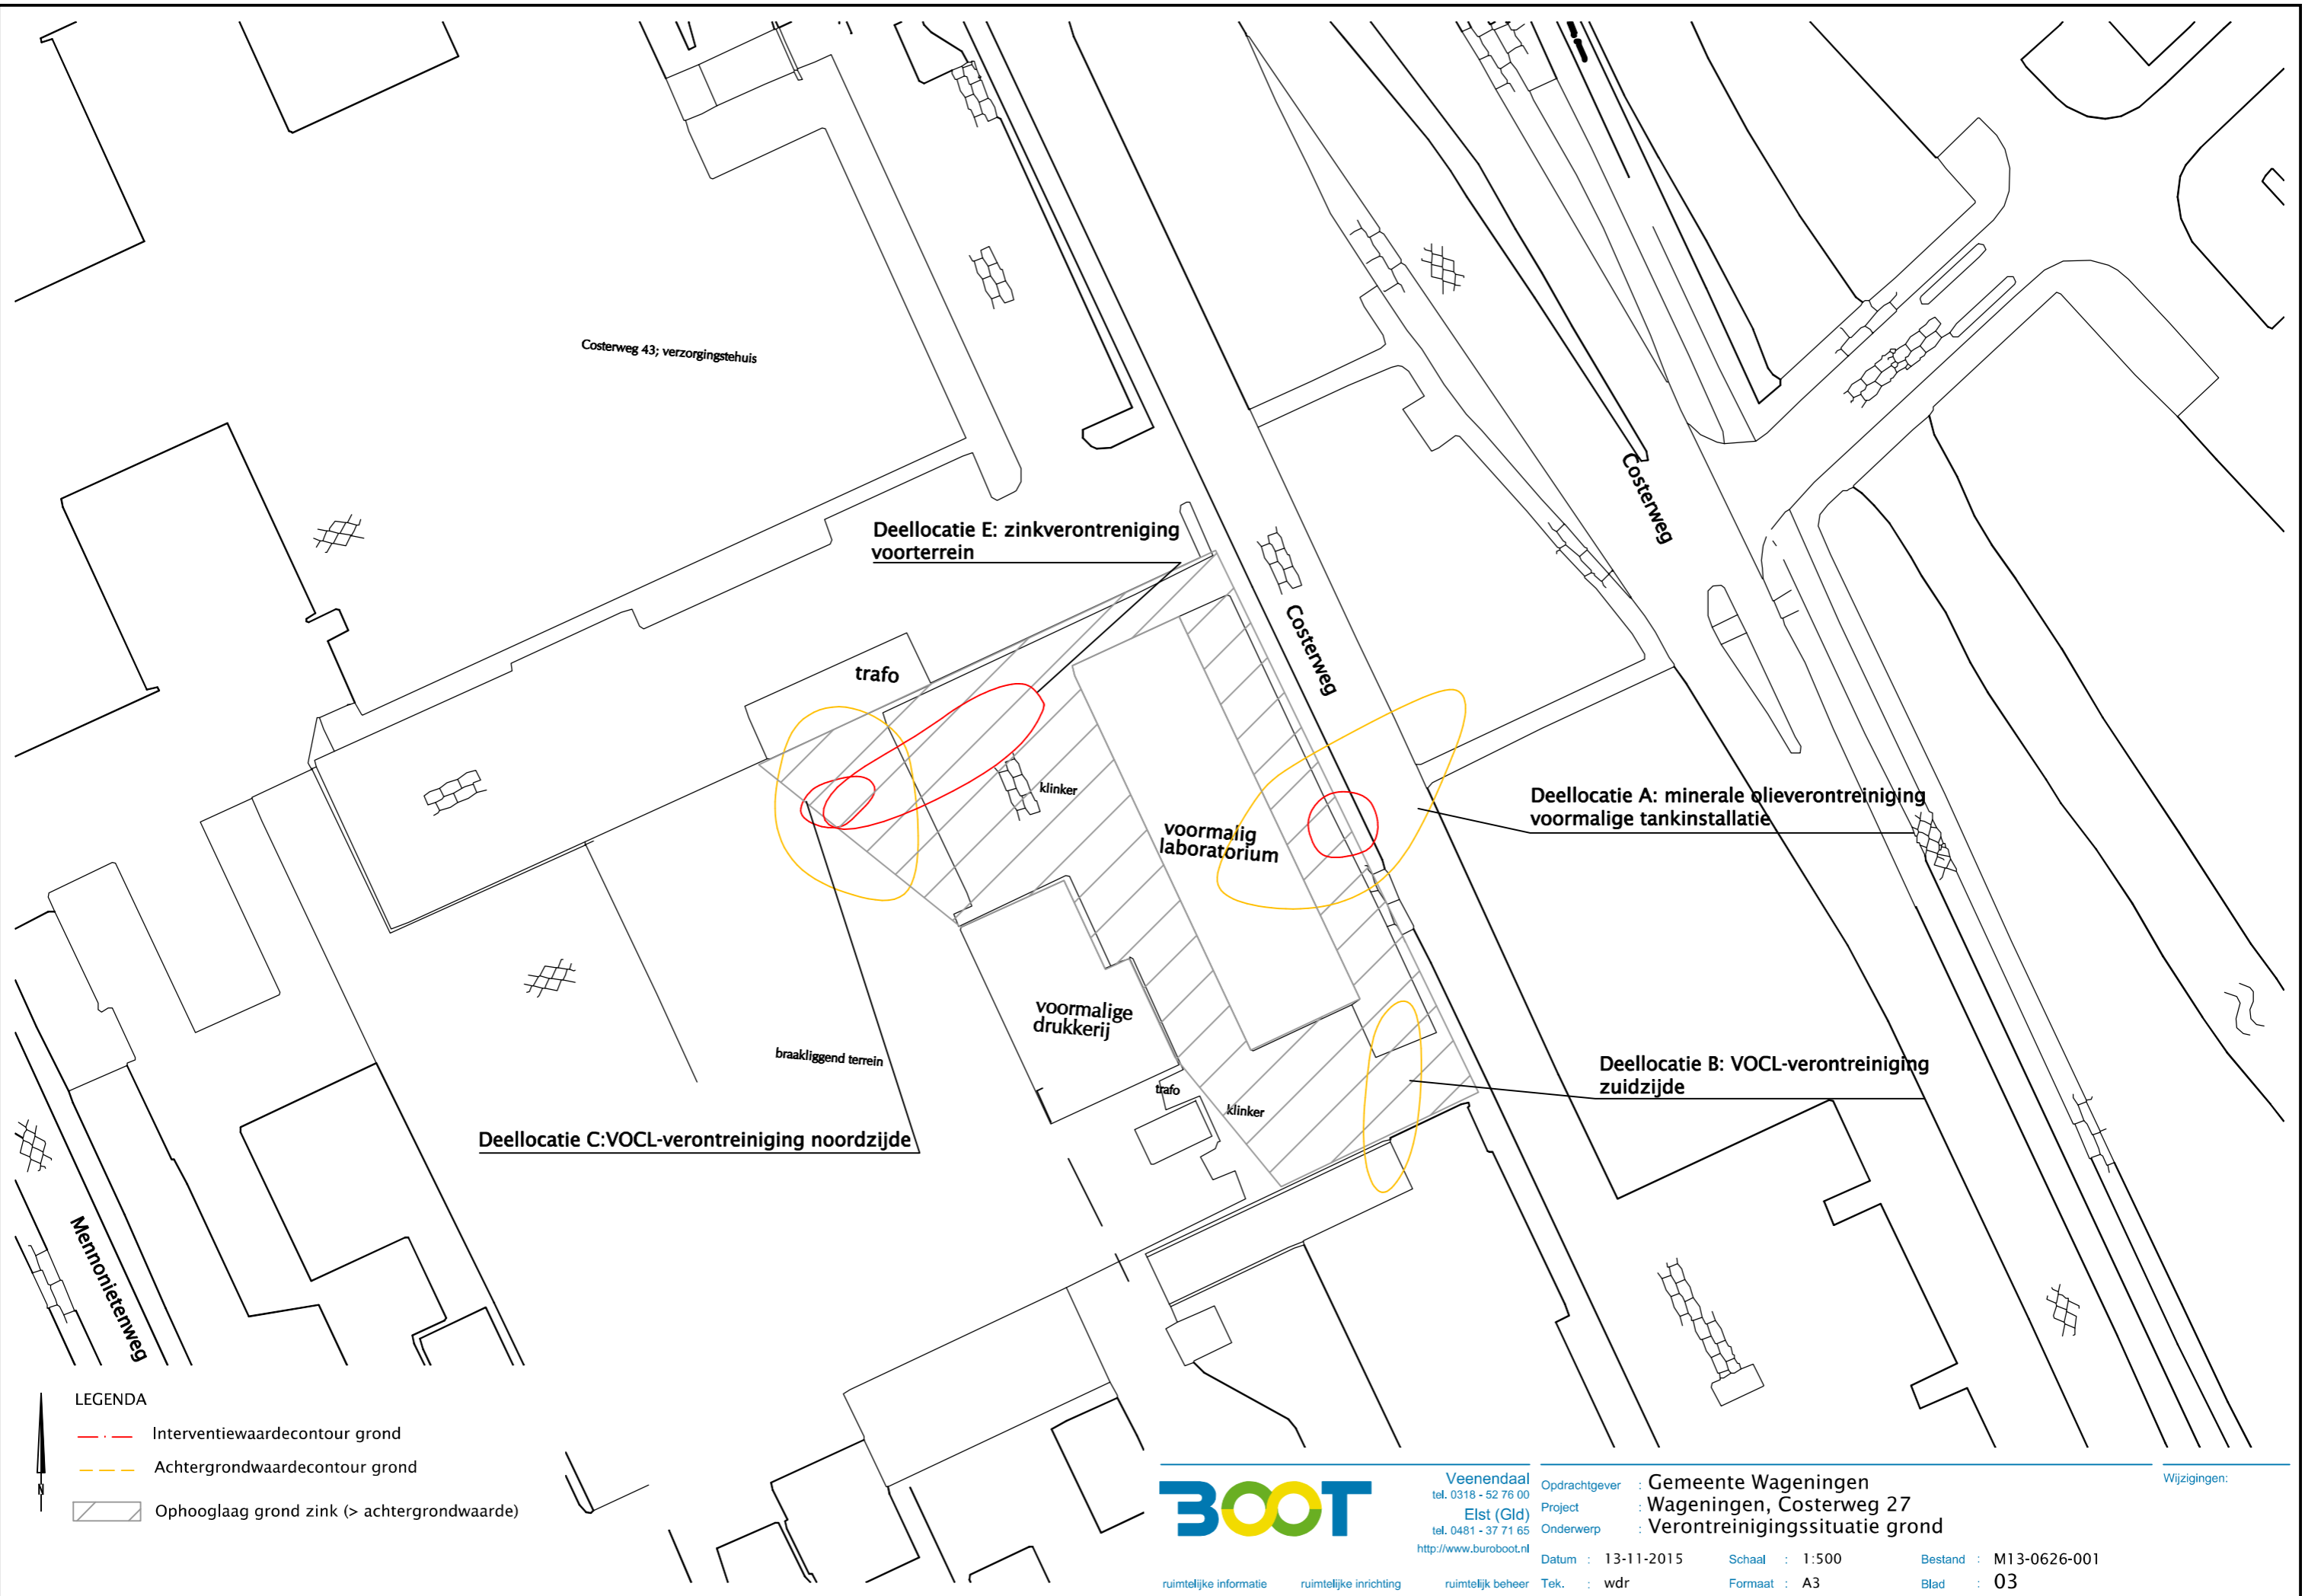 Costerweg 43; verzorgingstehuis
Costerweg
Deellocatie E: zinkverontreniging
voorterrein
Costerweg
trafo
klinker
Deellocatie A: minerale olieverontreiniging
voormalige tankinstallatie
voormalig
laboratorium
voormalige
drukkerij
braakliggend terrein
trafo
klinker
Deellocatie B: VOCL-verontreiniging
zuidzijde
Deellocatie C:VOCL-verontreiniging noordzijde
Mennonietenweg
LEGENDA
Interventiewaardecontour grond
Achtergrondwaardecontour grond
Ophooglaag grond zink (> achtergrondwaarde)
N
BOOT
Veenendaal
tel. 0318 - 52 76 00
Elst (Gld)
tel. 0481 - 37 71 65
http://www.buroboot.nl
ruimtelijke informatie ruimtelijke inrichting ruimtelijk beheer
Opdrachtgever : Gemeente Wageningen
Project : Wageningen, Costerweg 27
Onderwerp : Verontreinigingssituatie grond
Datum : 13-11-2015 Schaal : 1:500 Bestand : M13-0626-001
Tek. : wdr Formaat : A3 Blad : 03
Wijzigingen: